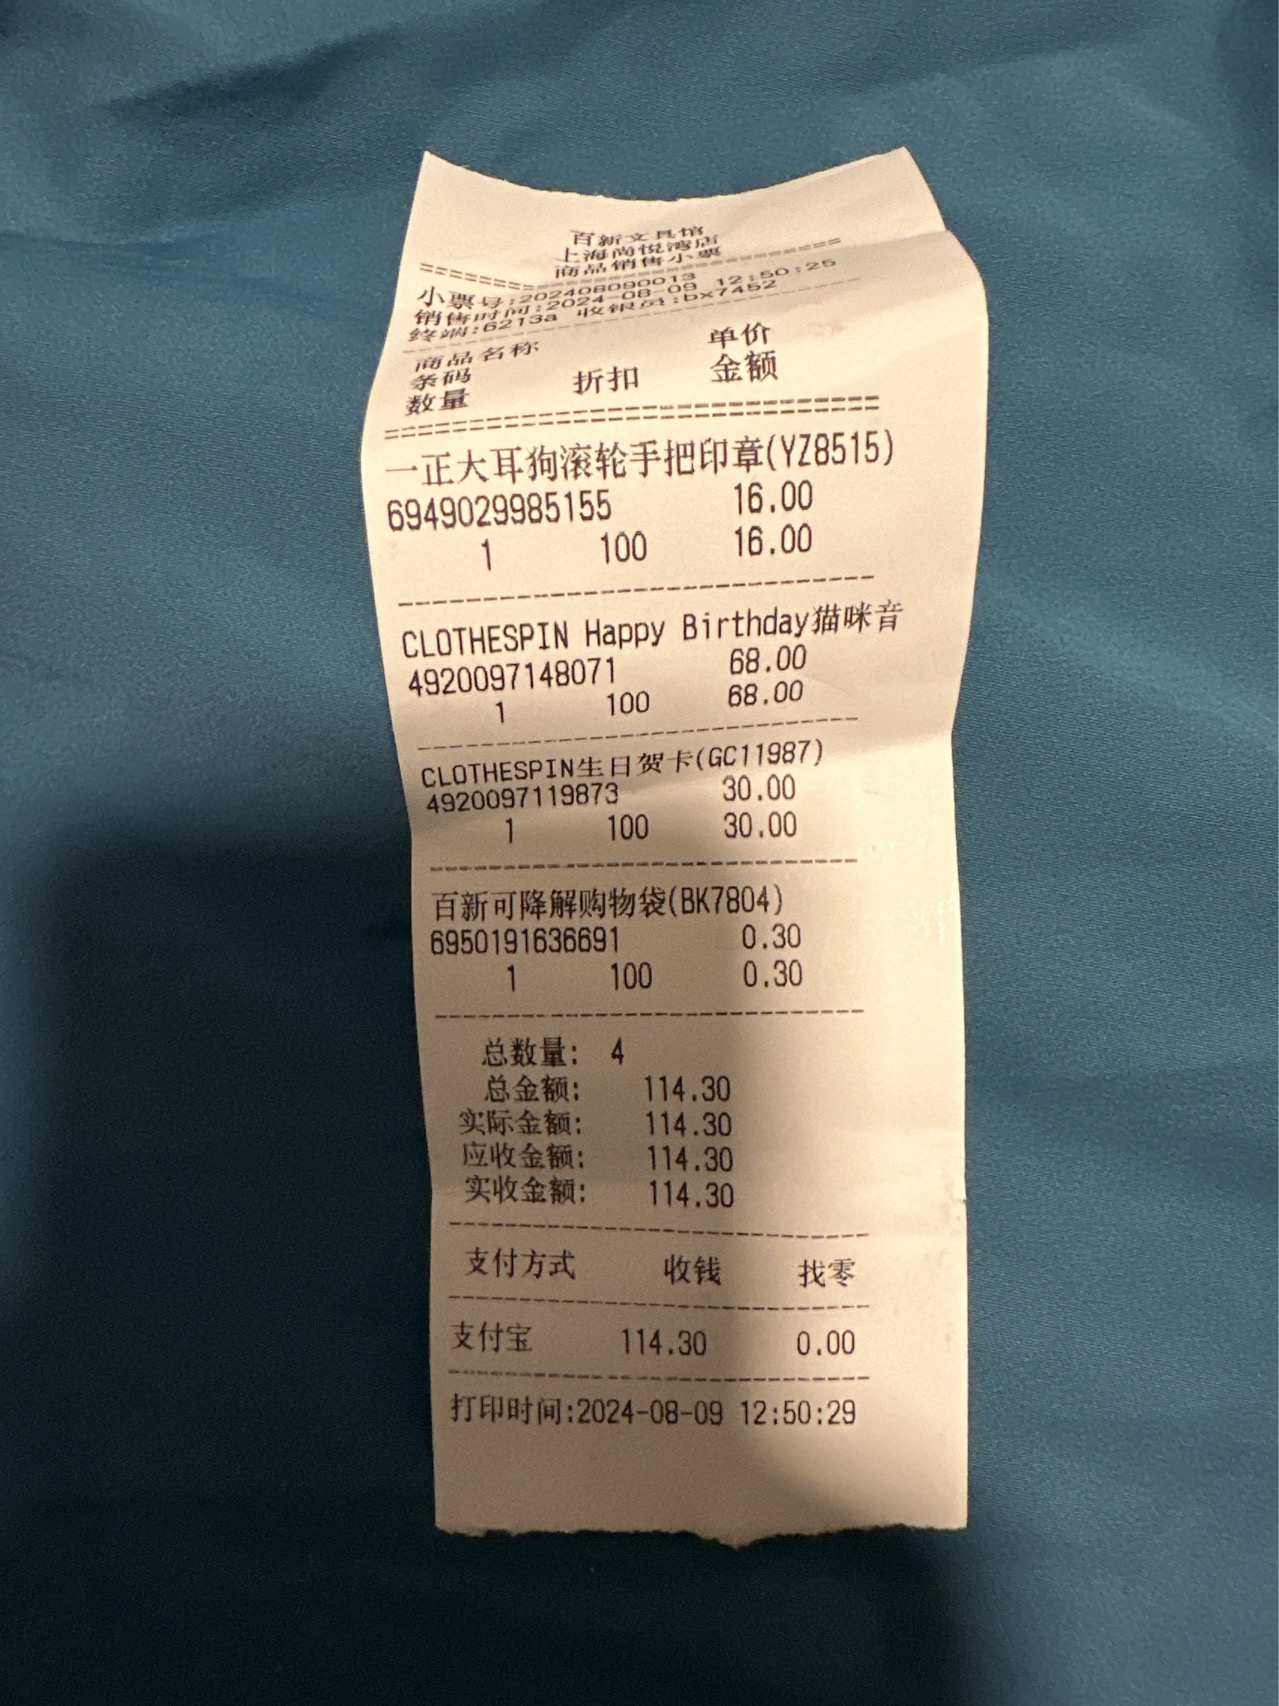 百新文具馆
上海尚悦湾店
商品销售小票
================================
小票号:202408090013
销售时间:2024-08-09 12:50:25
终端:6213a 收银员:bx7452
--------------------------------
商品名称 单价
条码 折扣 金额
数量
================================
一正大耳狗滚轮手把印章(YZ8515)
6949029985155 16.00
1 100 16.00
--------------------------------
CLOTHESPIN Happy Birthday猫咪音
4920097148071 68.00
1 100 68.00
--------------------------------
CLOTHESPIN生日贺卡(GC11987)
4920097119873 30.00
1 100 30.00
--------------------------------
百新可降解购物袋(BK7804)
6950191636691 0.30
1 100 0.30
--------------------------------
总数量: 4
总金额: 114.30
实际金额: 114.30
应收金额: 114.30
实收金额: 114.30
--------------------------------
支付方式 收钱 找零
--------------------------------
支付宝 114.30 0.00
--------------------------------
打印时间:2024-08-09 12:50:29